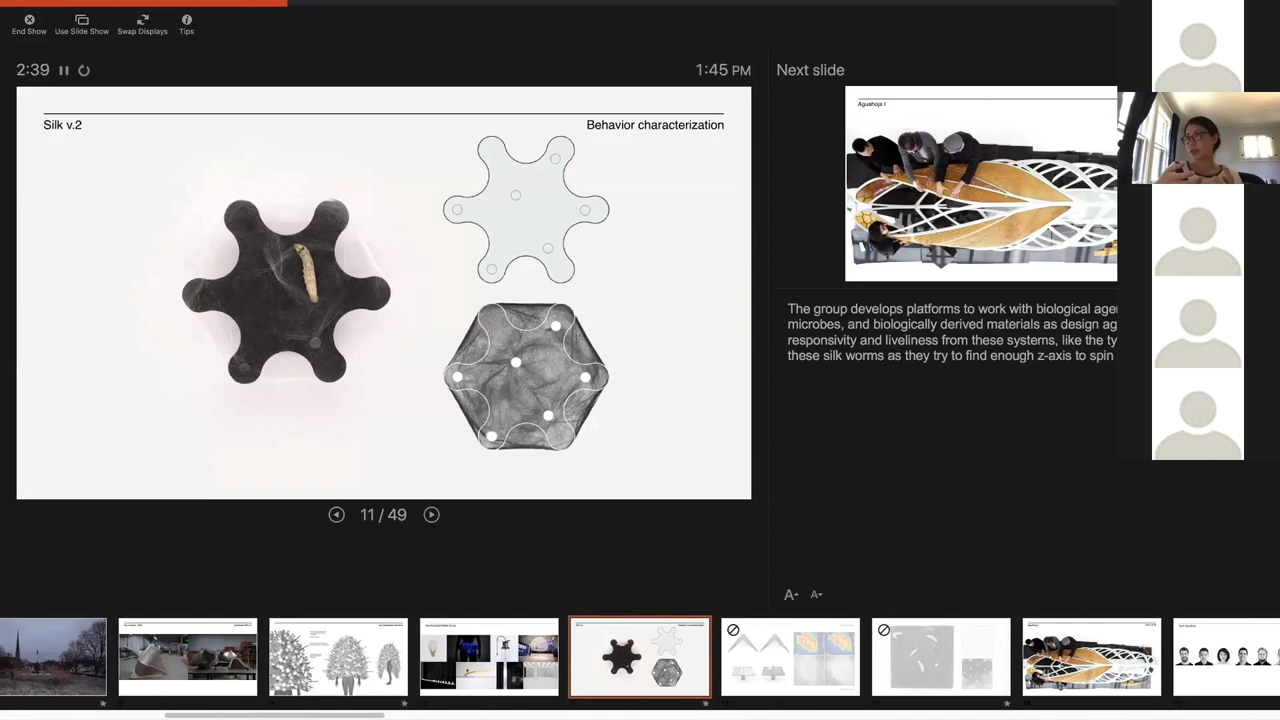 End Show
Use Slide Show
Swap Displays
Tips
2:39
1:45 PM
Next slide
Silk v.2
Behavior characterization
Aguahoja I
The group develops platforms to work with biological
microbes, and biologically derived materials as design
responsivity and liveliness from these systems, like the
these silk worms as they try to find enough z-axis to spin
11 / 49
A
A